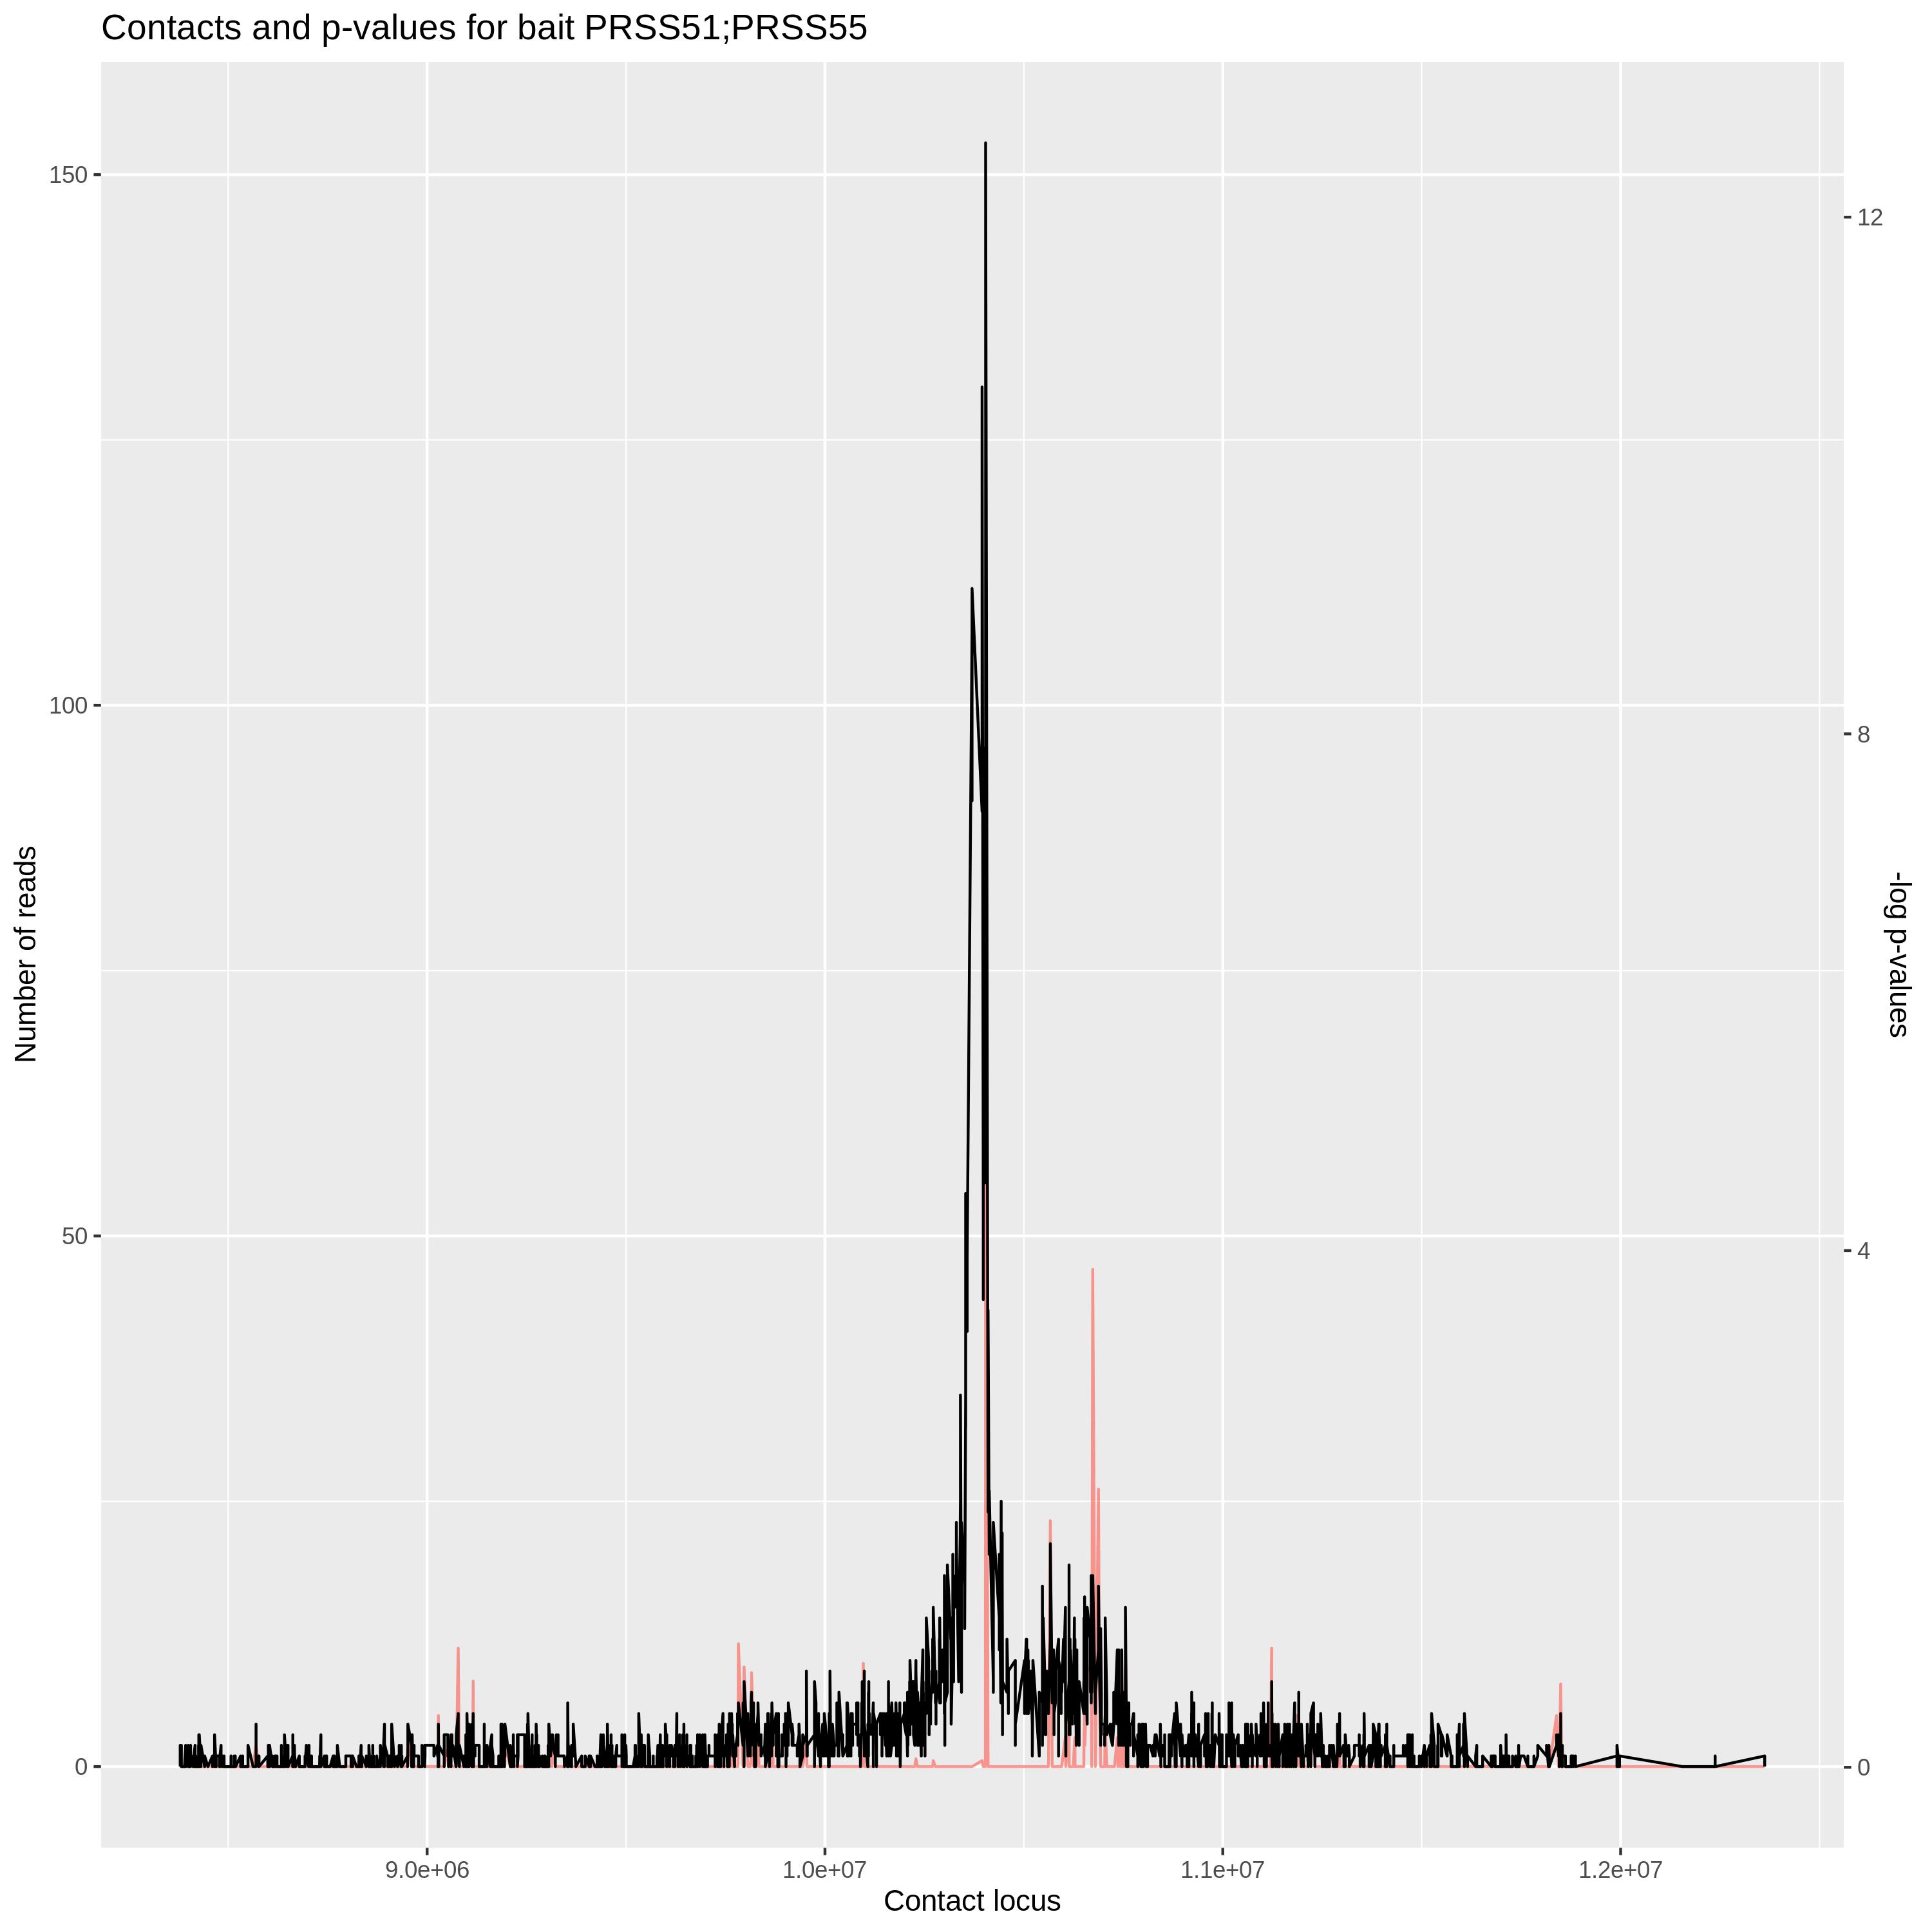 Contacts and p-values for bait PRSS51;PRSS55
150
100
50
0
Number of reads
12
8
4
0
-log p-values
9.0e+06
1.0e+07
1.1e+07
1.2e+07
Contact locus